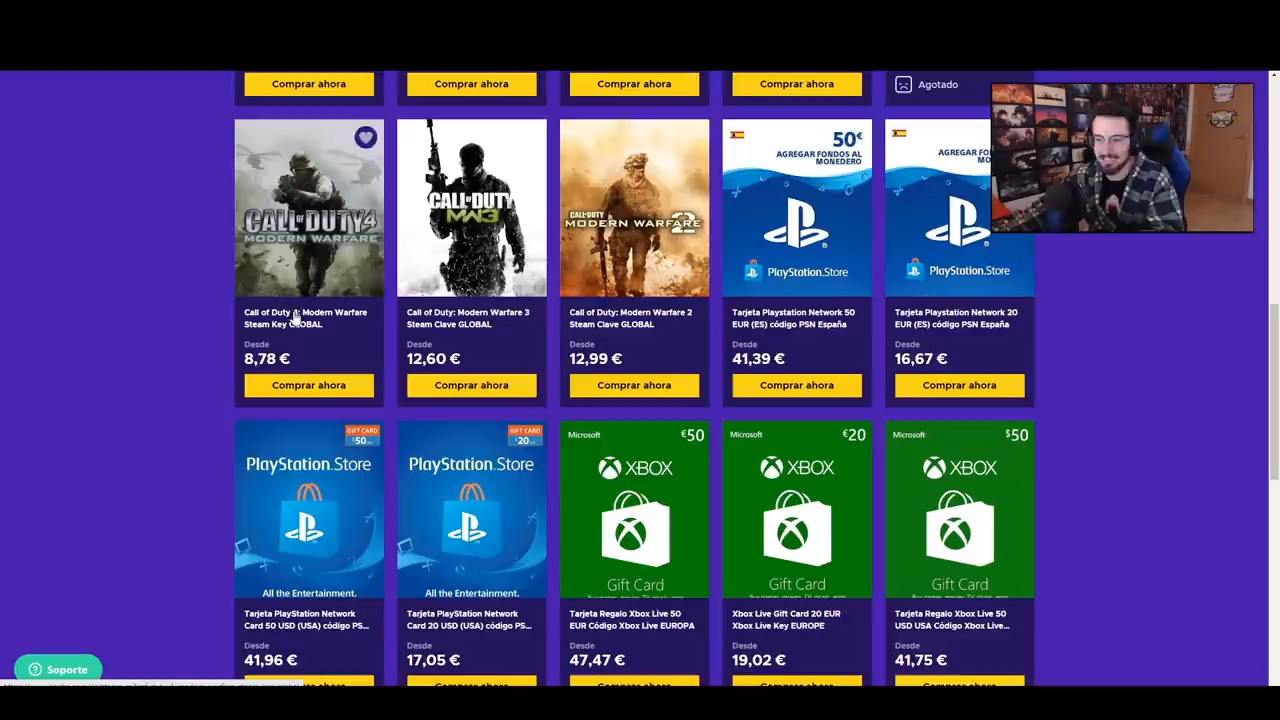 Comprar ahora
Comprar ahora
Comprar ahora
Comprar ahora
Agotado
CALL OF DUTY 4
MODERN WARFARE
CALL OF DUTY
MW3
CALL OF DUTY
MODERN WARFARE 2
50€
AGREGAR FONDOS AL
MONEDERO
PlayStation.Store
AGREGAR FO
MO
PlayStation.Store
Call of Duty 4: Modern Warfare
Steam Key GLOBAL
Desde
8,78 €
Comprar ahora
Call of Duty: Modern Warfare 3
Steam Clave GLOBAL
Desde
12,60 €
Comprar ahora
Call of Duty: Modern Warfare 2
Steam Clave GLOBAL
Desde
12,99 €
Comprar ahora
Tarjeta Playstation Network 50
EUR (ES) código PSN España
Desde
41,39 €
Comprar ahora
Tarjeta Playstation Network 20
EUR (ES) código PSN España
Desde
16,67 €
Comprar ahora
GIFT CARD
$50
PlayStation.Store
All the Entertainment.
GIFT CARD
$20
PlayStation.Store
All the Entertainment.
Microsoft
€50
XBOX
Gift Card
Microsoft
€20
XBOX
Gift Card
Microsoft
$50
XBOX
Gift Card
Tarjeta PlayStation Network
Card 50 USD (USA) código PS...
Desde
41,96 €
Tarjeta PlayStation Network
Card 20 USD (USA) código PS...
Desde
17,05 €
Tarjeta Regalo Xbox Live 50
EUR Código Xbox Live EUROPA
Desde
47,47 €
Xbox Live Gift Card 20 EUR
Xbox Live Key EUROPE
Desde
19,02 €
Tarjeta Regalo Xbox Live 50
USD USA Código Xbox Live...
Desde
41,75 €
Soporte